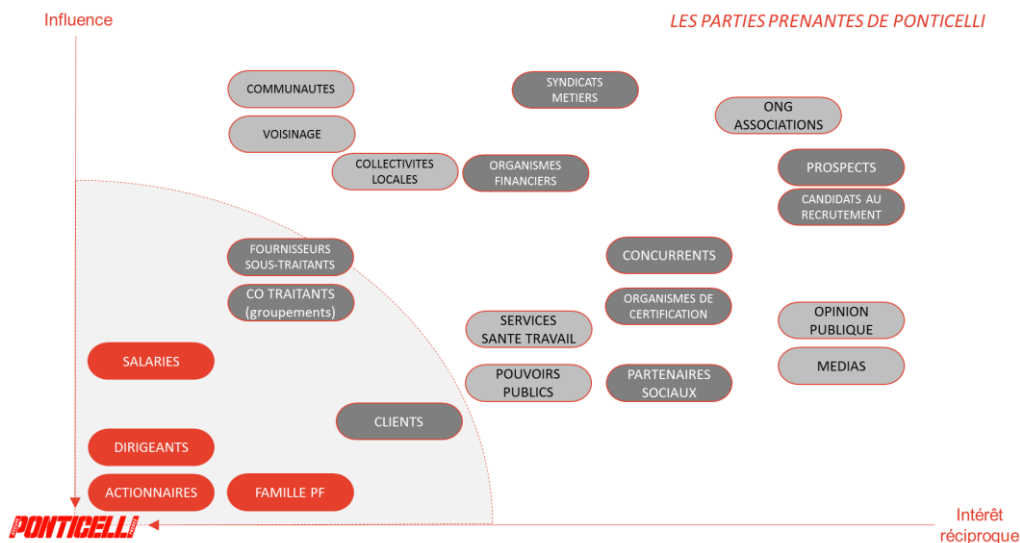 Influence
LES PARTIES PRENANTES DE PONTICELLI
COMMUNAUTES
SYNDICATS
METIERS
ONG
ASSOCIATIONS
VOISINAGE
COLLECTIVITES
LOCALES
ORGANISMES
FINANCIERS
PROSPECTS
CANDIDATS AU
RECRUTEMENT
FOURNISSEURS
SOUS-TRAITANTS
CONCURRENTS
CO TRAITANTS
(groupements)
ORGANISMES DE
CERTIFICATION
SERVICES
SANTE TRAVAIL
OPINION
PUBLIQUE
SALARIES
POUVOIRS
PUBLICS
PARTENAIRES
SOCIAUX
MEDIAS
CLIENTS
DIRIGEANTS
ACTIONNAIRES
FAMILLE PF
PONTICELLI
Intérêt
réciproque